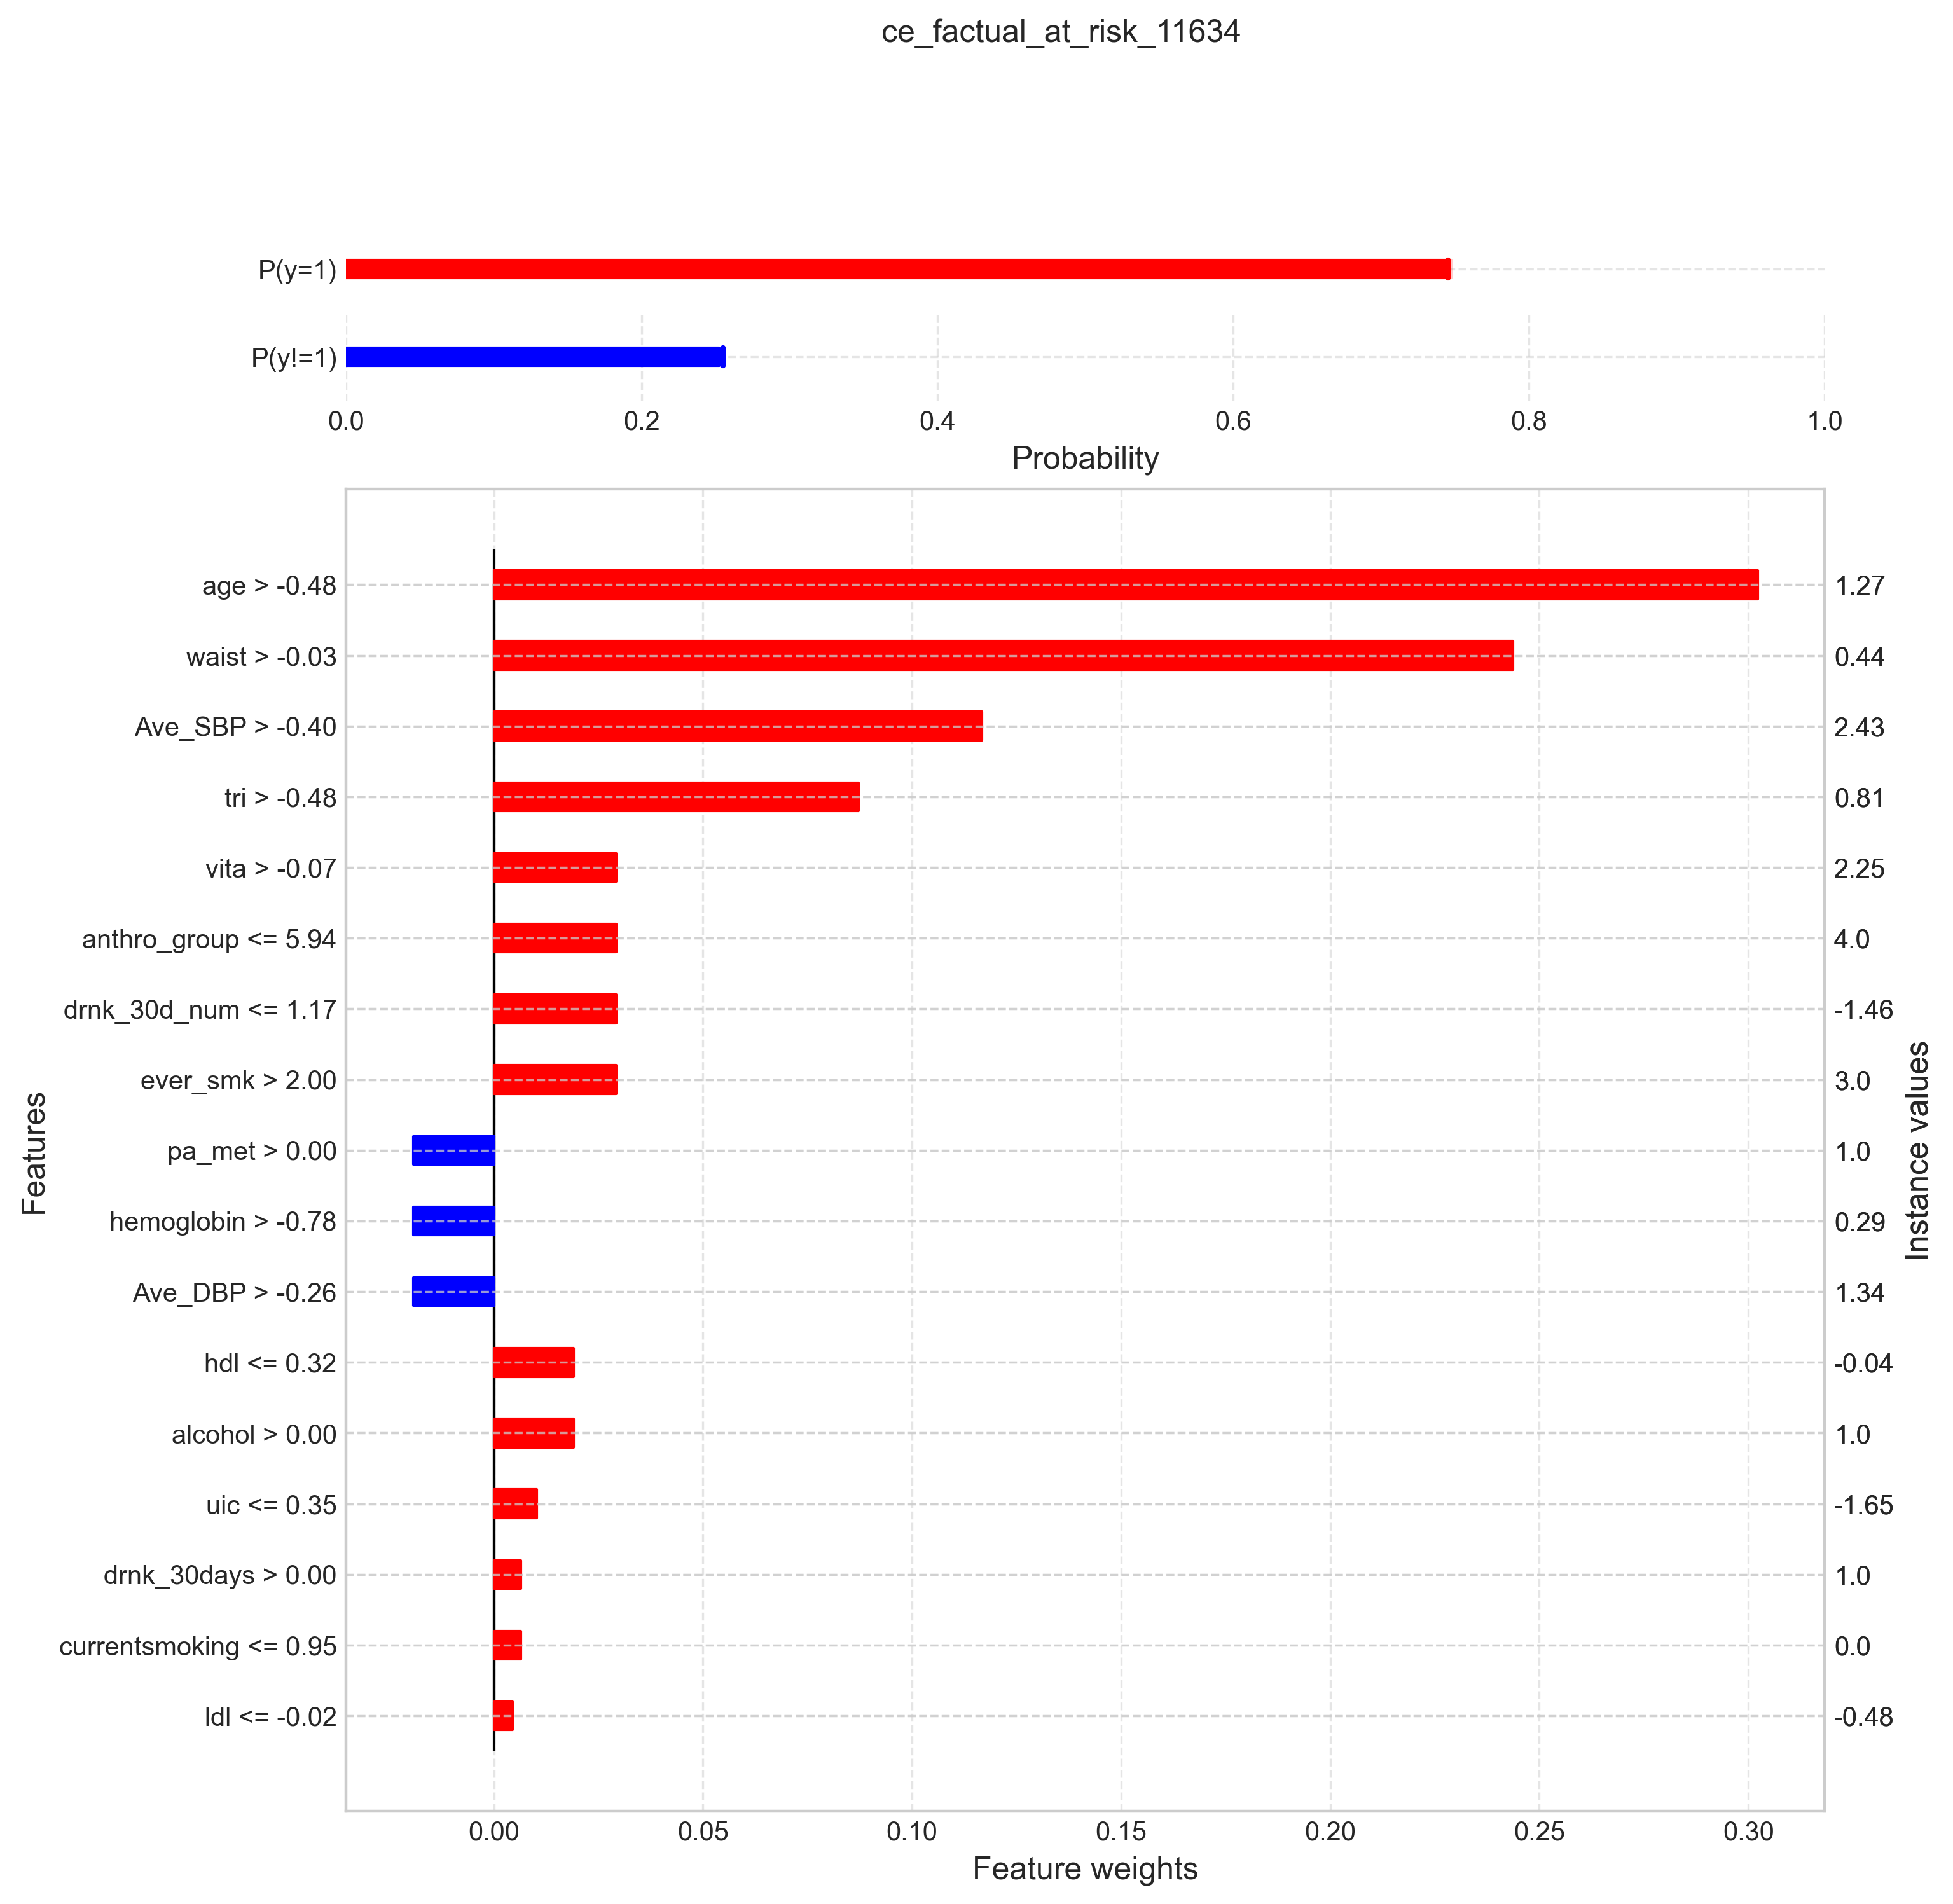 ce_factual_at_risk_11634
P(y=1)
P(y!=1)
0.0 0.2 0.4 0.6 0.8 1.0
Probability
age > -0.48 1.27
waist > -0.03 0.44
Ave_SBP > -0.40 2.43
tri > -0.48 0.81
vita > -0.07 2.25
anthro_group <= 5.94 4.0
drnk_30d_num <= 1.17 -1.46
ever_smk > 2.00 3.0
pa_met > 0.00 1.0
hemoglobin > -0.78 0.29
Ave_DBP > -0.26 1.34
hdl <= 0.32 -0.04
alcohol > 0.00 1.0
uic <= 0.35 -1.65
drnk_30days > 0.00 1.0
currentsmoking <= 0.95 0.0
ldl <= -0.02 -0.48
Features
Instance values
0.00 0.05 0.10 0.15 0.20 0.25 0.30
Feature weights